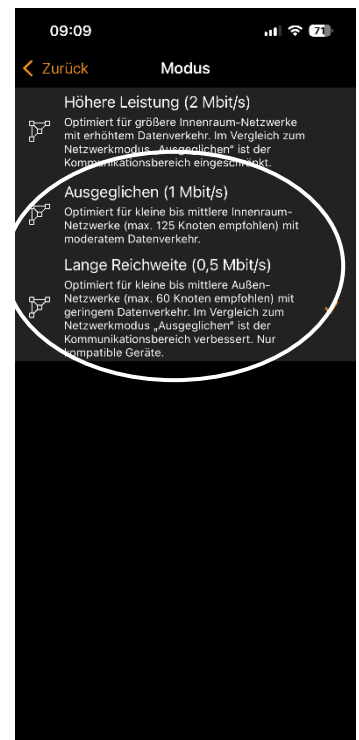 09:09
71
Zurück
Modus
Höhere Leistung (2 Mbit/s)
Optimiert für größere Innenraum-Netzwerke
mit erhöhtem Datenverkehr. Im Vergleich zum
Netzwerkmodus „Ausgeglichen“ ist der
Kommunikationsbereich eingeschränkt.
Ausgeglichen (1 Mbit/s)
Optimiert für kleine bis mittlere Innenraum-
Netzwerke (max. 125 Knoten empfohlen) mit
moderatem Datenverkehr.
Lange Reichweite (0,5 Mbit/s)
Optimiert für kleine bis mittlere Außen-
Netzwerke (max. 60 Knoten empfohlen) mit
geringem Datenverkehr. Im Vergleich zum
Netzwerkmodus „Ausgeglichen“ ist der
Kommunikationsbereich verbessert. Nur
kompatible Geräte.